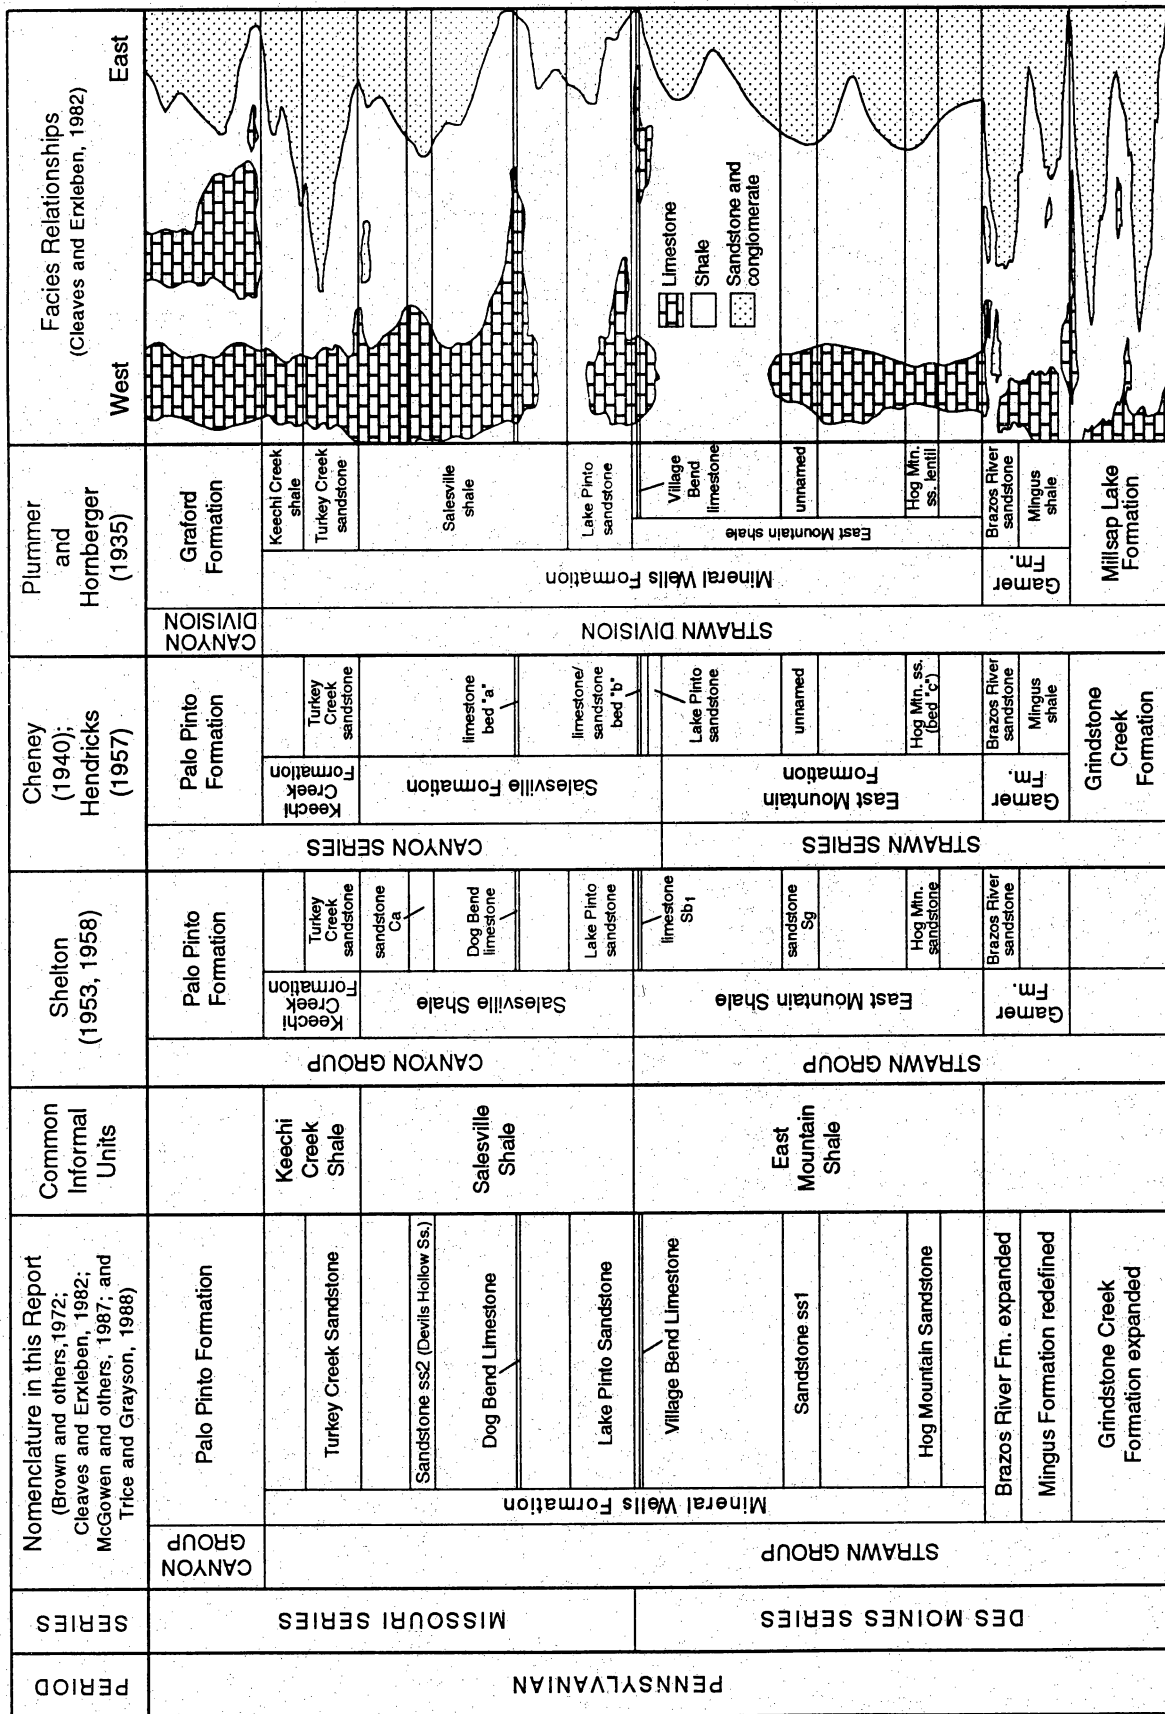 PERIOD
PENNSYLVANIAN
SERIES
MISSOURI SERIES
DES MOINES SERIES
Nomenclature in this Report
(Brown and others, 1972;
Cleaves and Erxleben, 1982;
McGowen and others, 1987; and
Trice and Grayson, 1988)
CANYON
GROUP
STRAWN GROUP
Palo Pinto Formation
Mineral Wells Formation
Turkey Creek Sandstone
Sandstone ss2 (Devils Hollow Ss.)
Dog Bend Limestone
Lake Pinto Sandstone
Village Bend Limestone
Sandstone ss1
Hog Mountain Sandstone
Brazos River Fm. expanded
Mingus Formation redefined
Grindstone Creek
Formation expanded
Common
Informal
Units
Keechi
Creek
Shale
Salesville
Shale
East
Mountain
Shale
Shelton
(1953, 1958)
CANYON GROUP
STRAWN GROUP
Palo Pinto
Formation
Keechi
Creek
Formation
Salesville Shale
East Mountain Shale
Garner
Fm.
Turkey
Creek
sandstone
sandstone
Ca
Dog Bend
limestone
Lake Pinto
sandstone
limestone
Sb1
sandstone
Sg
Hog Mtn.
sandstone
Brazos River
sandstone
Cheney
(1940);
Hendricks
(1957)
CANYON SERIES
STRAWN SERIES
Palo Pinto
Formation
Keechi
Creek
Formation
Salesville Formation
East Mountain
Formation
Garner
Fm.
Turkey
Creek
sandstone
limestone
bed "a"
limestone/
sandstone
bed "b"
Lake Pinto
sandstone
unnamed
Hog Mtn. ss.
(bed "c")
Brazos River
sandstone
Mingus
shale
Grindstone
Creek
Formation
Plummer
and
Hornberger
(1935)
CANYON
DIVISION
STRAWN DIVISION
Graford
Formation
Mineral Wells Formation
Garner
Fm.
Keechi Creek
shale
Turkey Creek
sandstone
Salesville
shale
Lake Pinto
sandstone
East Mountain shale
Village
Bend
limestone
unnamed
Hog Mtn.
ss. lentil
Brazos River
sandstone
Mingus
shale
Millsap Lake
Formation
Facies Relationships
(Cleaves and Erxleben, 1982)
West
East
Limestone
Shale
Sandstone and
conglomerate